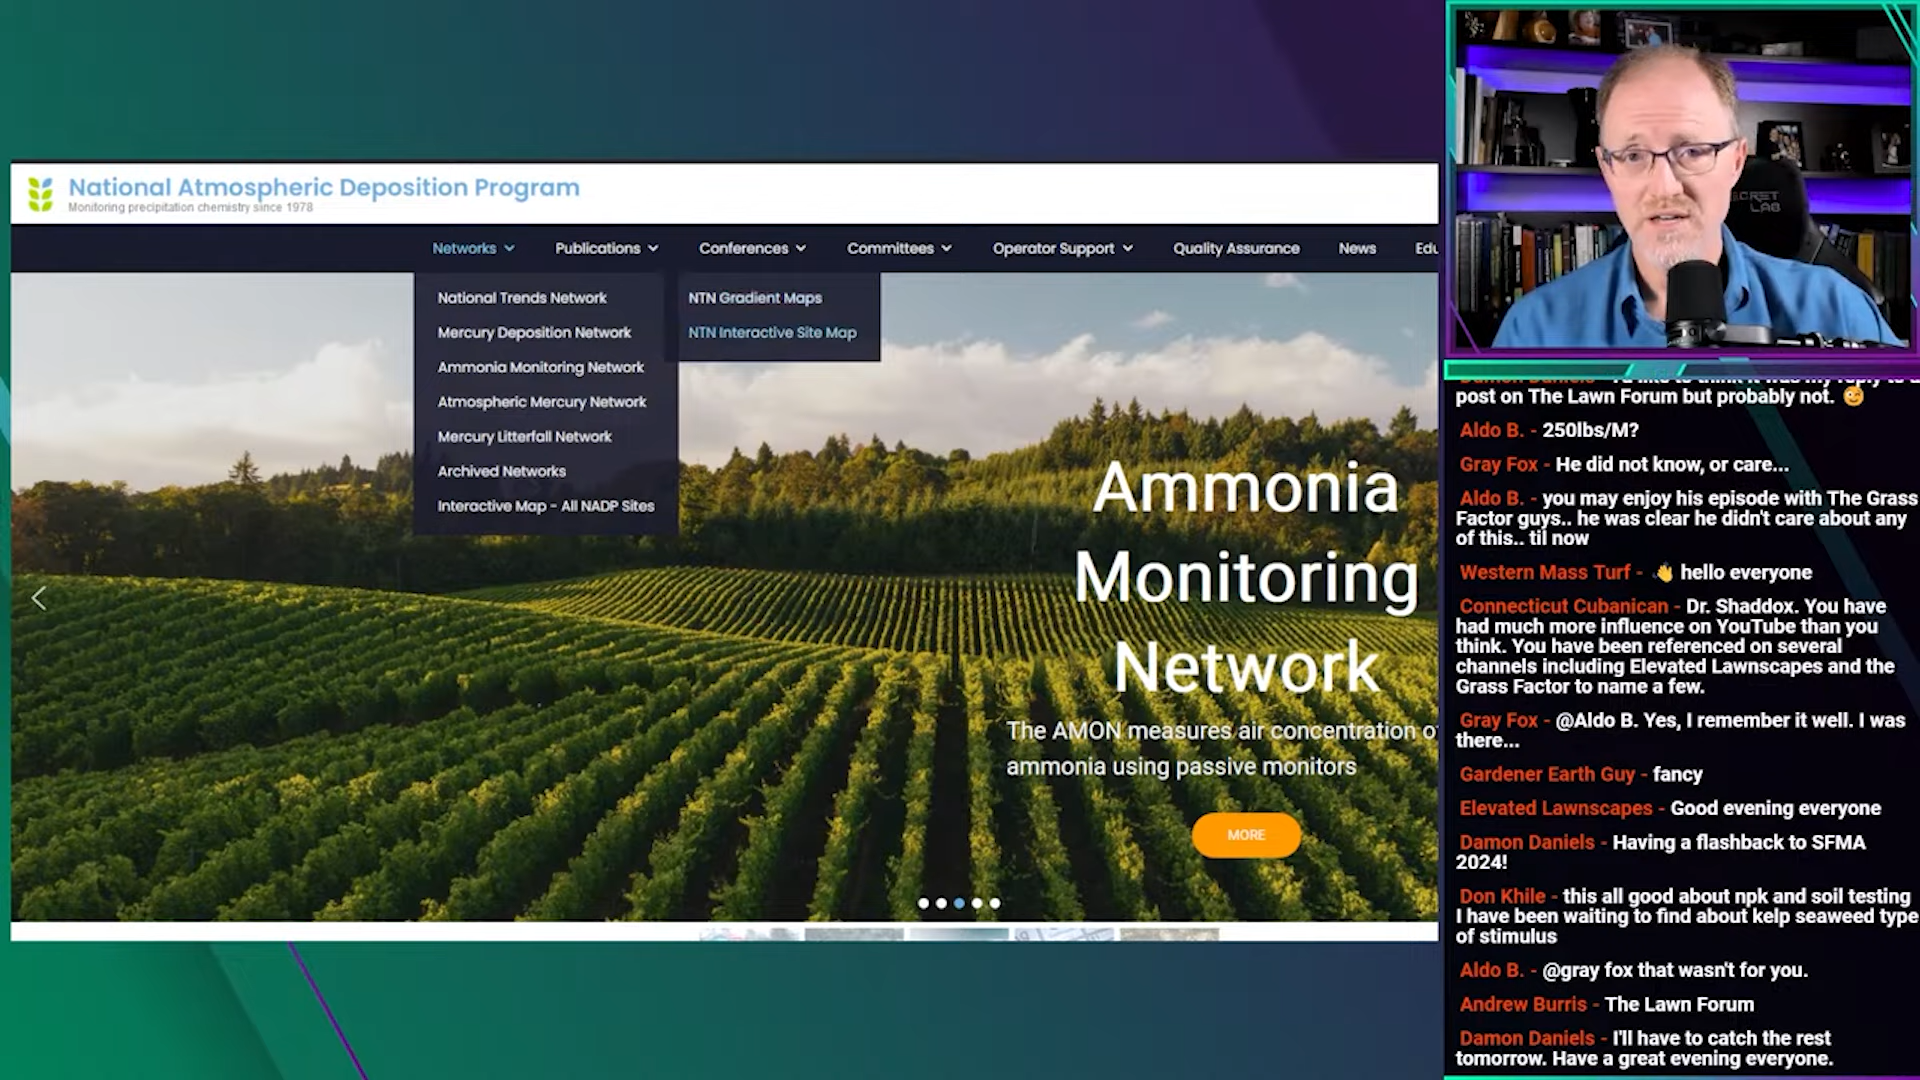 National Atmospheric Deposition Program
Monitoring precipitation chemistry since 1978
Networks
Publications
Conferences
Committees
Operator Support
Quality Assurance
News
Edu
National Trends Network
Mercury Deposition Network
Ammonia Monitoring Network
Atmospheric Mercury Network
Mercury Litterfall Network
Archived Networks
Interactive Map - All NADP Sites
NTN Gradient Maps
NTN Interactive Site Map
Ammonia
Monitoring
Network
The AMON measures air concentration of
ammonia using passive monitors
MORE
CRET
LAB
post on The Lawn Forum but probably not.
Aldo B. - 250lbs/M?
Gray Fox - He did not know, or care...
Aldo B. - you may enjoy his episode with The Grass
Factor guys.. he was clear he didn't care about any
of this.. til now
Western Mass Turf - 👋 hello everyone
Connecticut Cubanican - Dr. Shaddox. You have
had much more influence on YouTube than you
think. You have been referenced on several
channels including Elevated Lawnscapes and the
Grass Factor to name a few.
Gray Fox - @Aldo B. Yes, I remember it well. I was
there...
Gardener Earth Guy - fancy
Elevated Lawnscapes - Good evening everyone
Damon Daniels - Having a flashback to SFMA
2024!
Don Khile - this all good about npk and soil testing
I have been waiting to find about kelp seaweed type
of stimulus
Aldo B. - @gray fox that wasn't for you.
Andrew Burris - The Lawn Forum
Damon Daniels - I'll have to catch the rest
tomorrow. Have a great evening everyone.